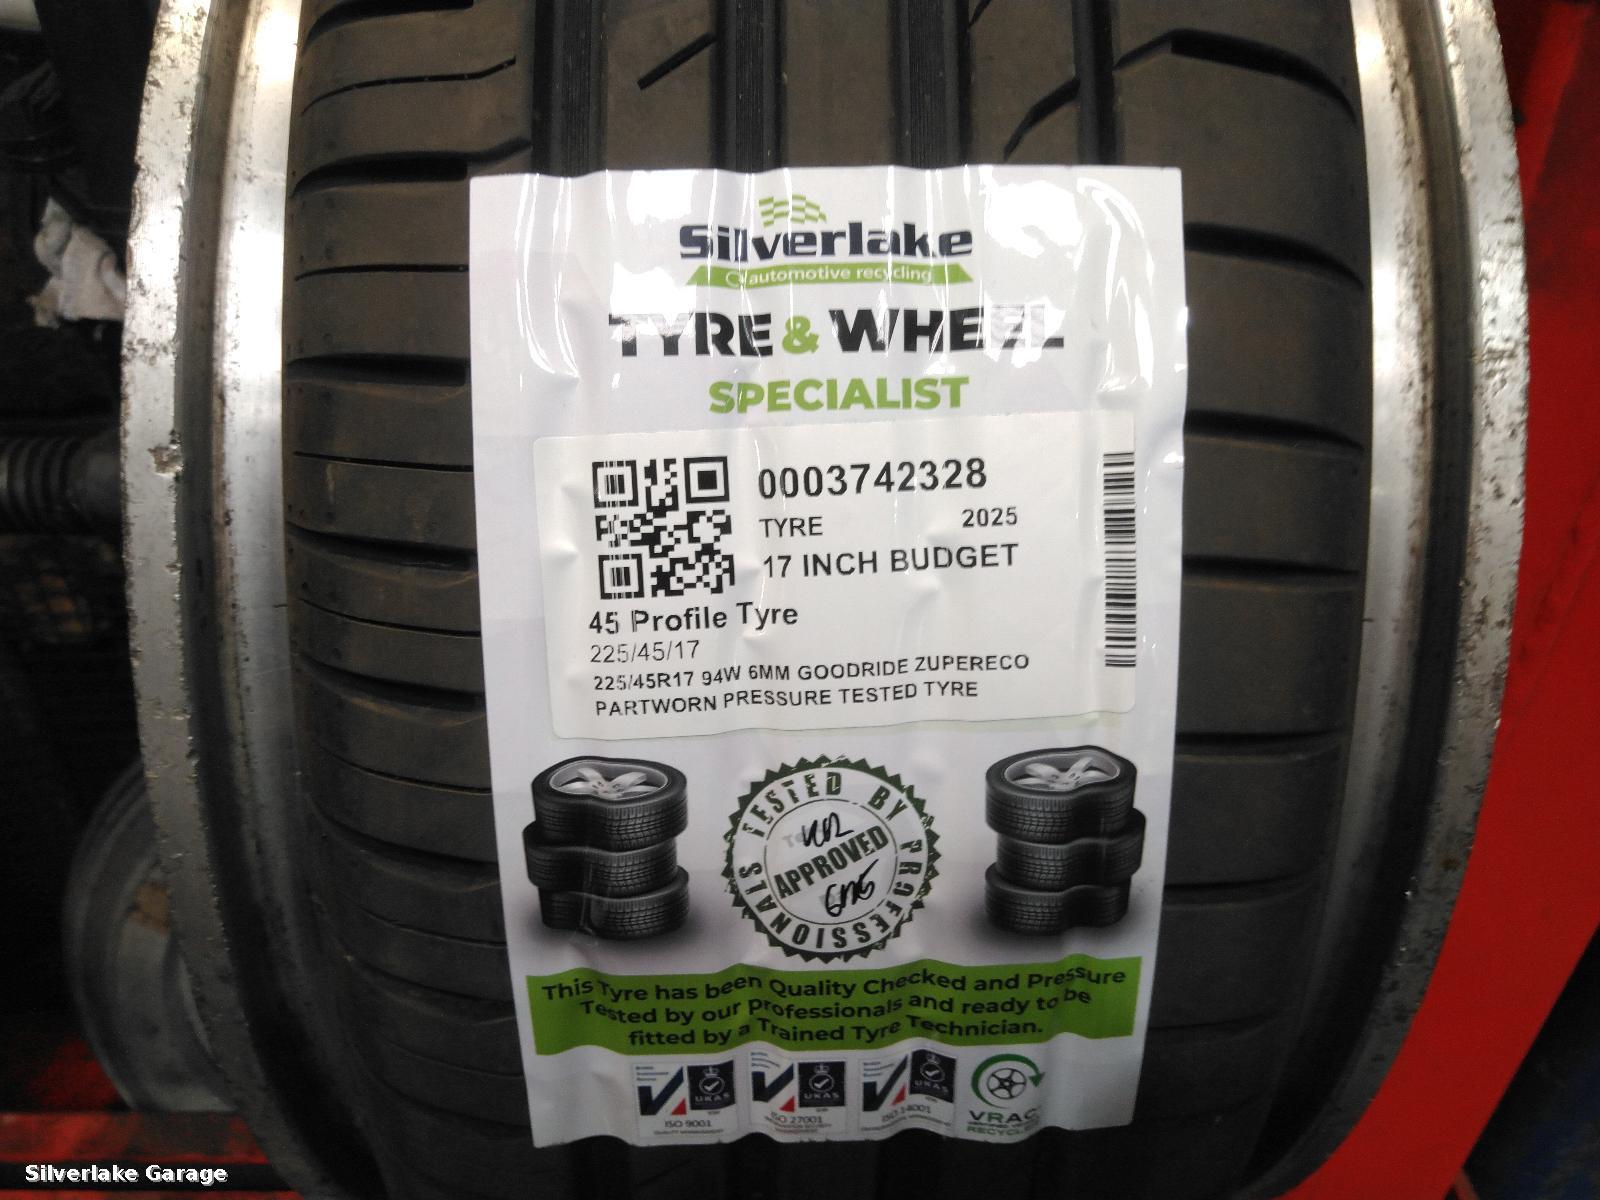 Silverlake
automotive recycling
TYRE & WHEEL
SPECIALIST
0003742328
TYRE 2025
17 INCH BUDGET
45 Profile Tyre
225/45/17
225/45R17 94W 6MM GOODRIDE ZUPERECO
PARTWORN PRESSURE TESTED TYRE
TESTED BY PROFESSIONALS
APPROVED
This Tyre has been Quality Checked and Pressure
Tested by our professionals and ready to be
fitted by a Trained Tyre Technician.
UKAS UKAS UKAS
ISO 9001 ISO 27001 ISO 14001
VRAC
RECYCLER
Silverlake Garage